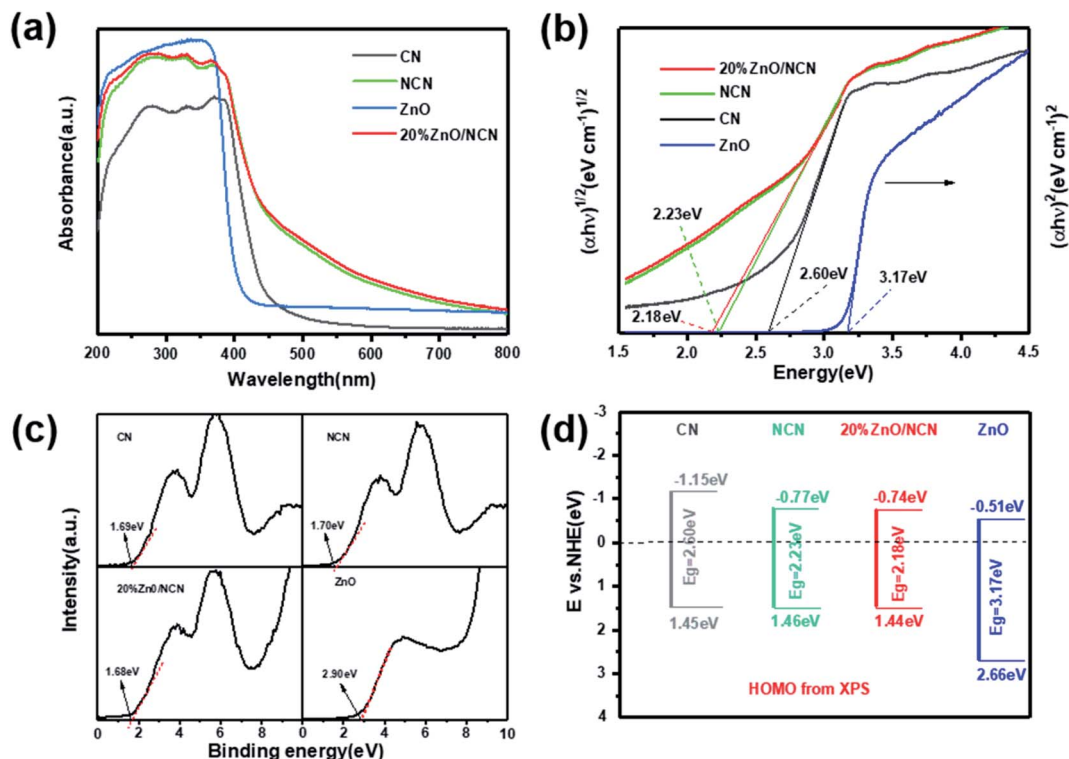 (a)
CN
NCN
ZnO
20%ZnO/NCN
Absorbance(a.u.)
200 300 400 500 600 700 800
Wavelength(nm)
(b)
20%ZnO/NCN
NCN
CN
ZnO
(αhν)1/2(eV cm-1)1/2
(αhν)2(eV cm-1)2
2.23eV
2.60eV
3.17eV
2.18eV
1.5 2.0 2.5 3.0 3.5 4.0 4.5
Energy(eV)
(c)
CN
1.69eV
NCN
1.70eV
20%Zn0/NCN
1.68eV
ZnO
2.90eV
Intensity(a.u.)
0 2 4 6 8 0 2 4 6 8 10
Binding energy(eV)
(d)
-3
-2
-1
0
1
2
3
4
E vs.NHE(eV)
CN NCN 20%ZnO/NCN ZnO
-1.15eV
-0.77eV
-0.74eV
-0.51eV
Eg=2.60eV
Eg=2.23eV
Eg=2.18eV
Eg=3.17eV
1.45eV
1.46eV
1.44eV
2.66eV
HOMO from XPS